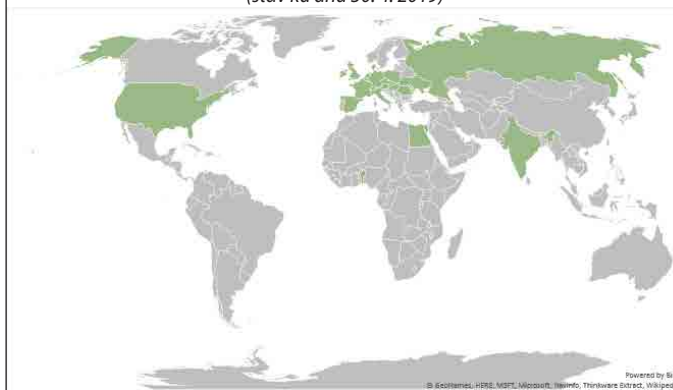 (stav ku dňu 30. 4. 2019)
Powered by Bi
© GeoNames, HERE, MSFT, Microsoft, NavInfo, Thinkware Extract, Wikiped